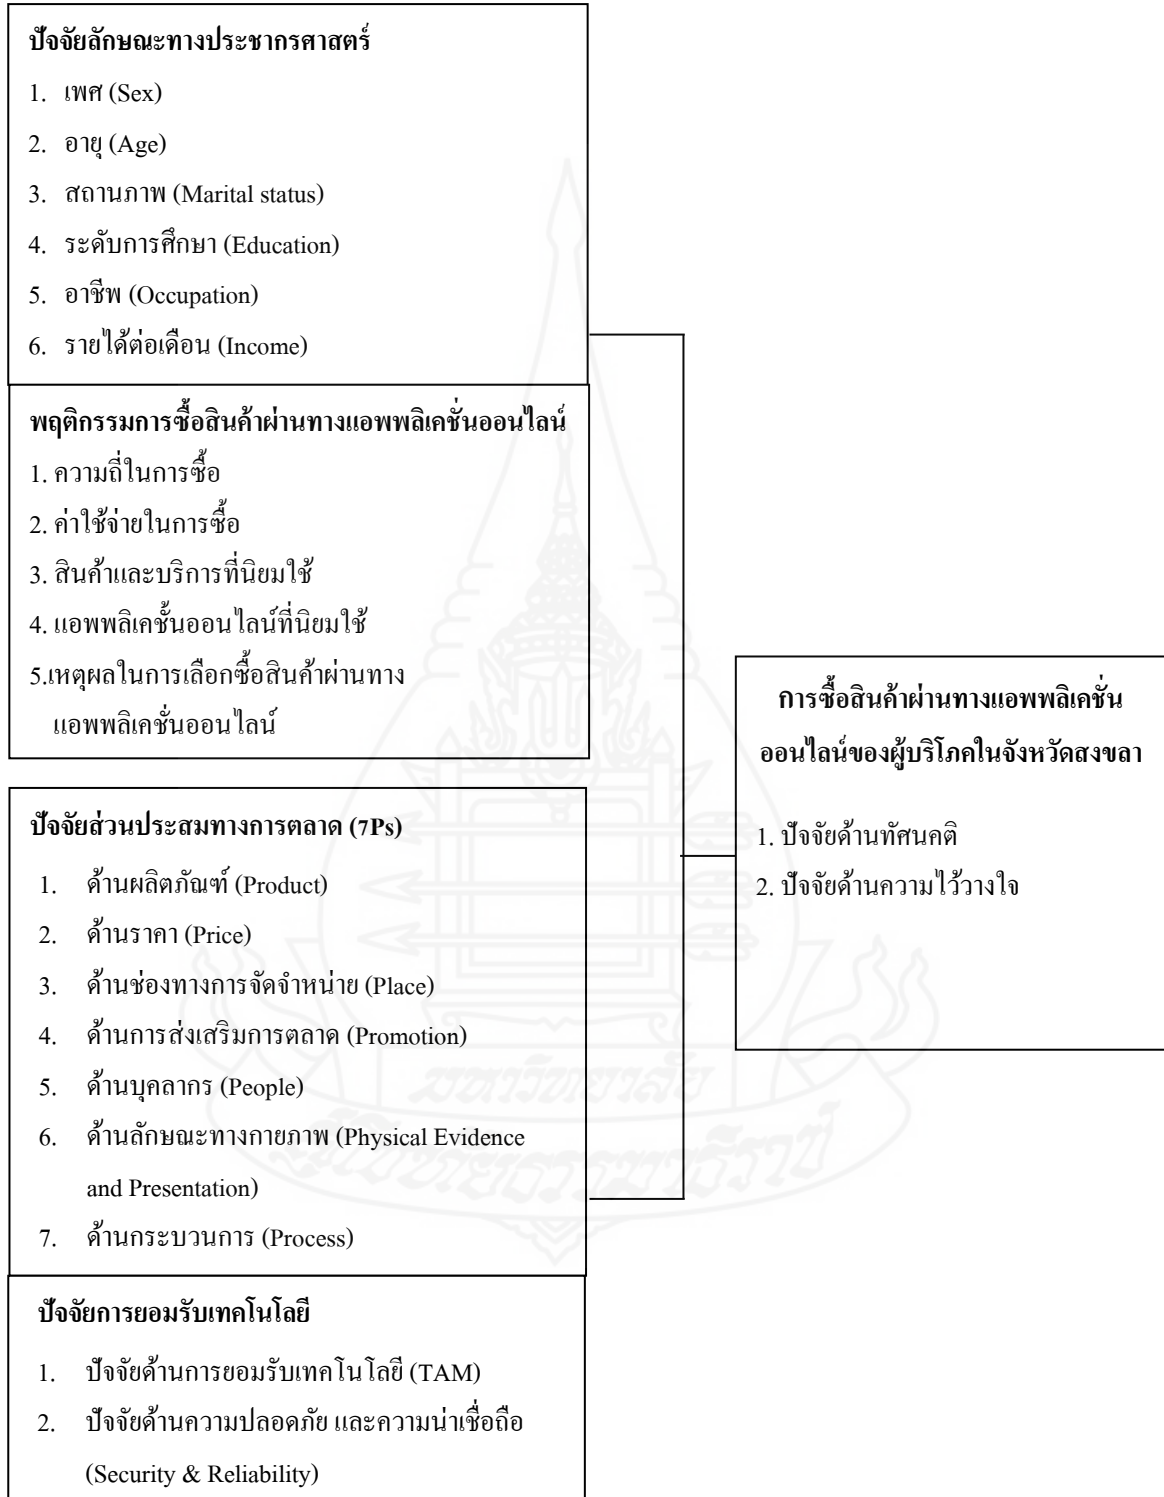 ปัจจัยลักษณะทางประชากรศาสตร์
1. เพศ (Sex)
2. อายุ (Age)
3. สถานภาพ (Marital status)
4. ระดับการศึกษา (Education)
5. อาชีพ (Occupation)
6. รายได้ต่อเดือน (Income)
พฤติกรรมการซื้อสินค้าผ่านทางแอพพลิเคชั่นออนไลน์
1. ความถี่ในการซื้อ
2. ค่าใช้จ่ายในการซื้อ
3. สินค้าและบริการที่นิยมใช้
4. แอพพลิเคชั้นออนไลน์ที่นิยมใช้
5.เหตุผลในการเลือกซื้อสินค้าผ่านทาง
แอพพลิเคชั่นออนไลน์
ปัจจัยส่วนประสมทางการตลาด (7Ps)
1. ด้านผลิตภัณฑ์ (Product)
2. ด้านราคา (Price)
3. ด้านช่องทางการจัดจำหน่าย (Place)
4. ด้านการส่งเสริมการตลาด (Promotion)
5. ด้านบุคลากร (People)
6. ด้านลักษณะทางกายภาพ (Physical Evidence
and Presentation)
7. ด้านกระบวนการ (Process)
ปัจจัยการยอมรับเทคโนโลยี
1. ปัจจัยด้านการยอมรับเทคโนโลยี (TAM)
2. ปัจจัยด้านความปลอดภัย และความน่าเชื่อถือ
(Security & Reliability)
การซื้อสินค้าผ่านทางแอพพลิเคชั่น
ออนไลน์ของผู้บริโภคในจังหวัดสงขลา
1. ปัจจัยด้านทัศนคติ
2. ปัจจัยด้านความไว้วางใจ
มหาวิทยาลัย
สุโขทัยธรรมาธิราช